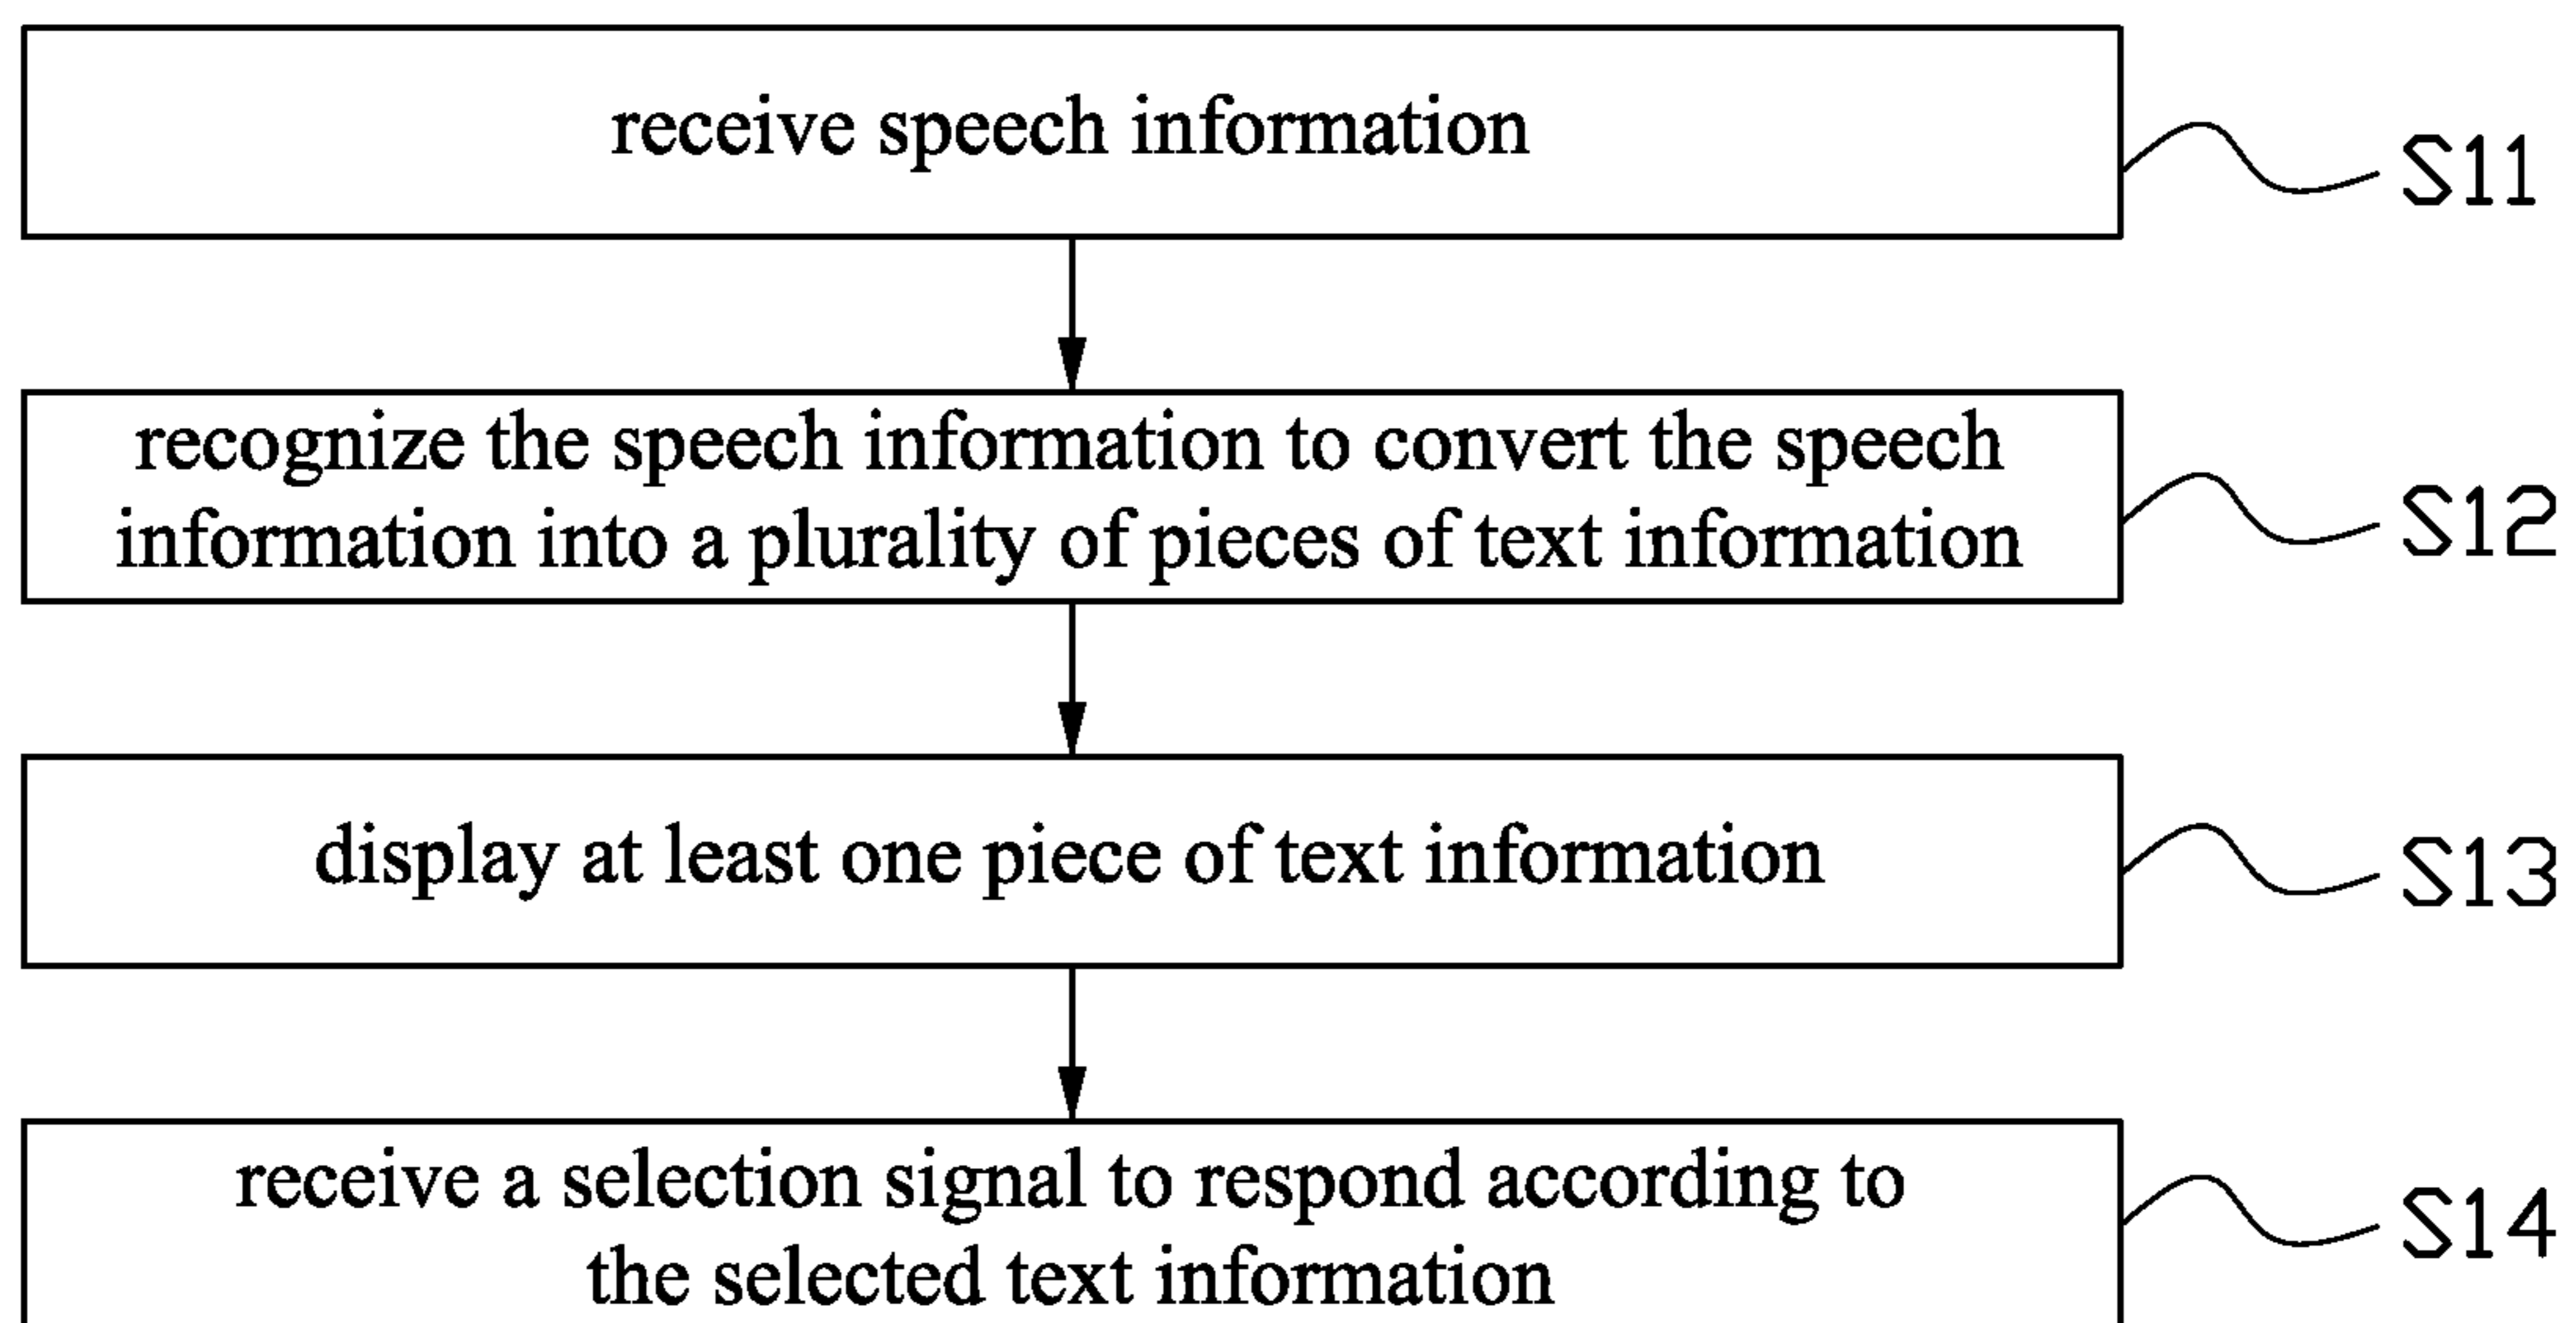 receive speech information
S11
recognize the speech information to convert the speech
information into a plurality of pieces of text information
S12
display at least one piece of text information
S13
receive a selection signal to respond according to
the selected text information
S14